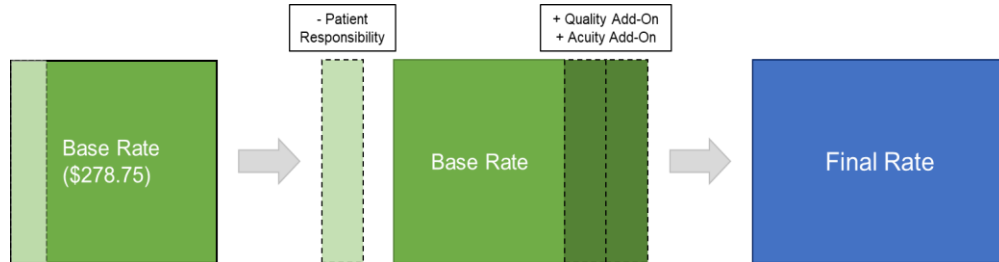 - Patient
Responsibility
+ Quality Add-On
+ Acuity Add-On
Base Rate
($278.75)
Base Rate
Final Rate